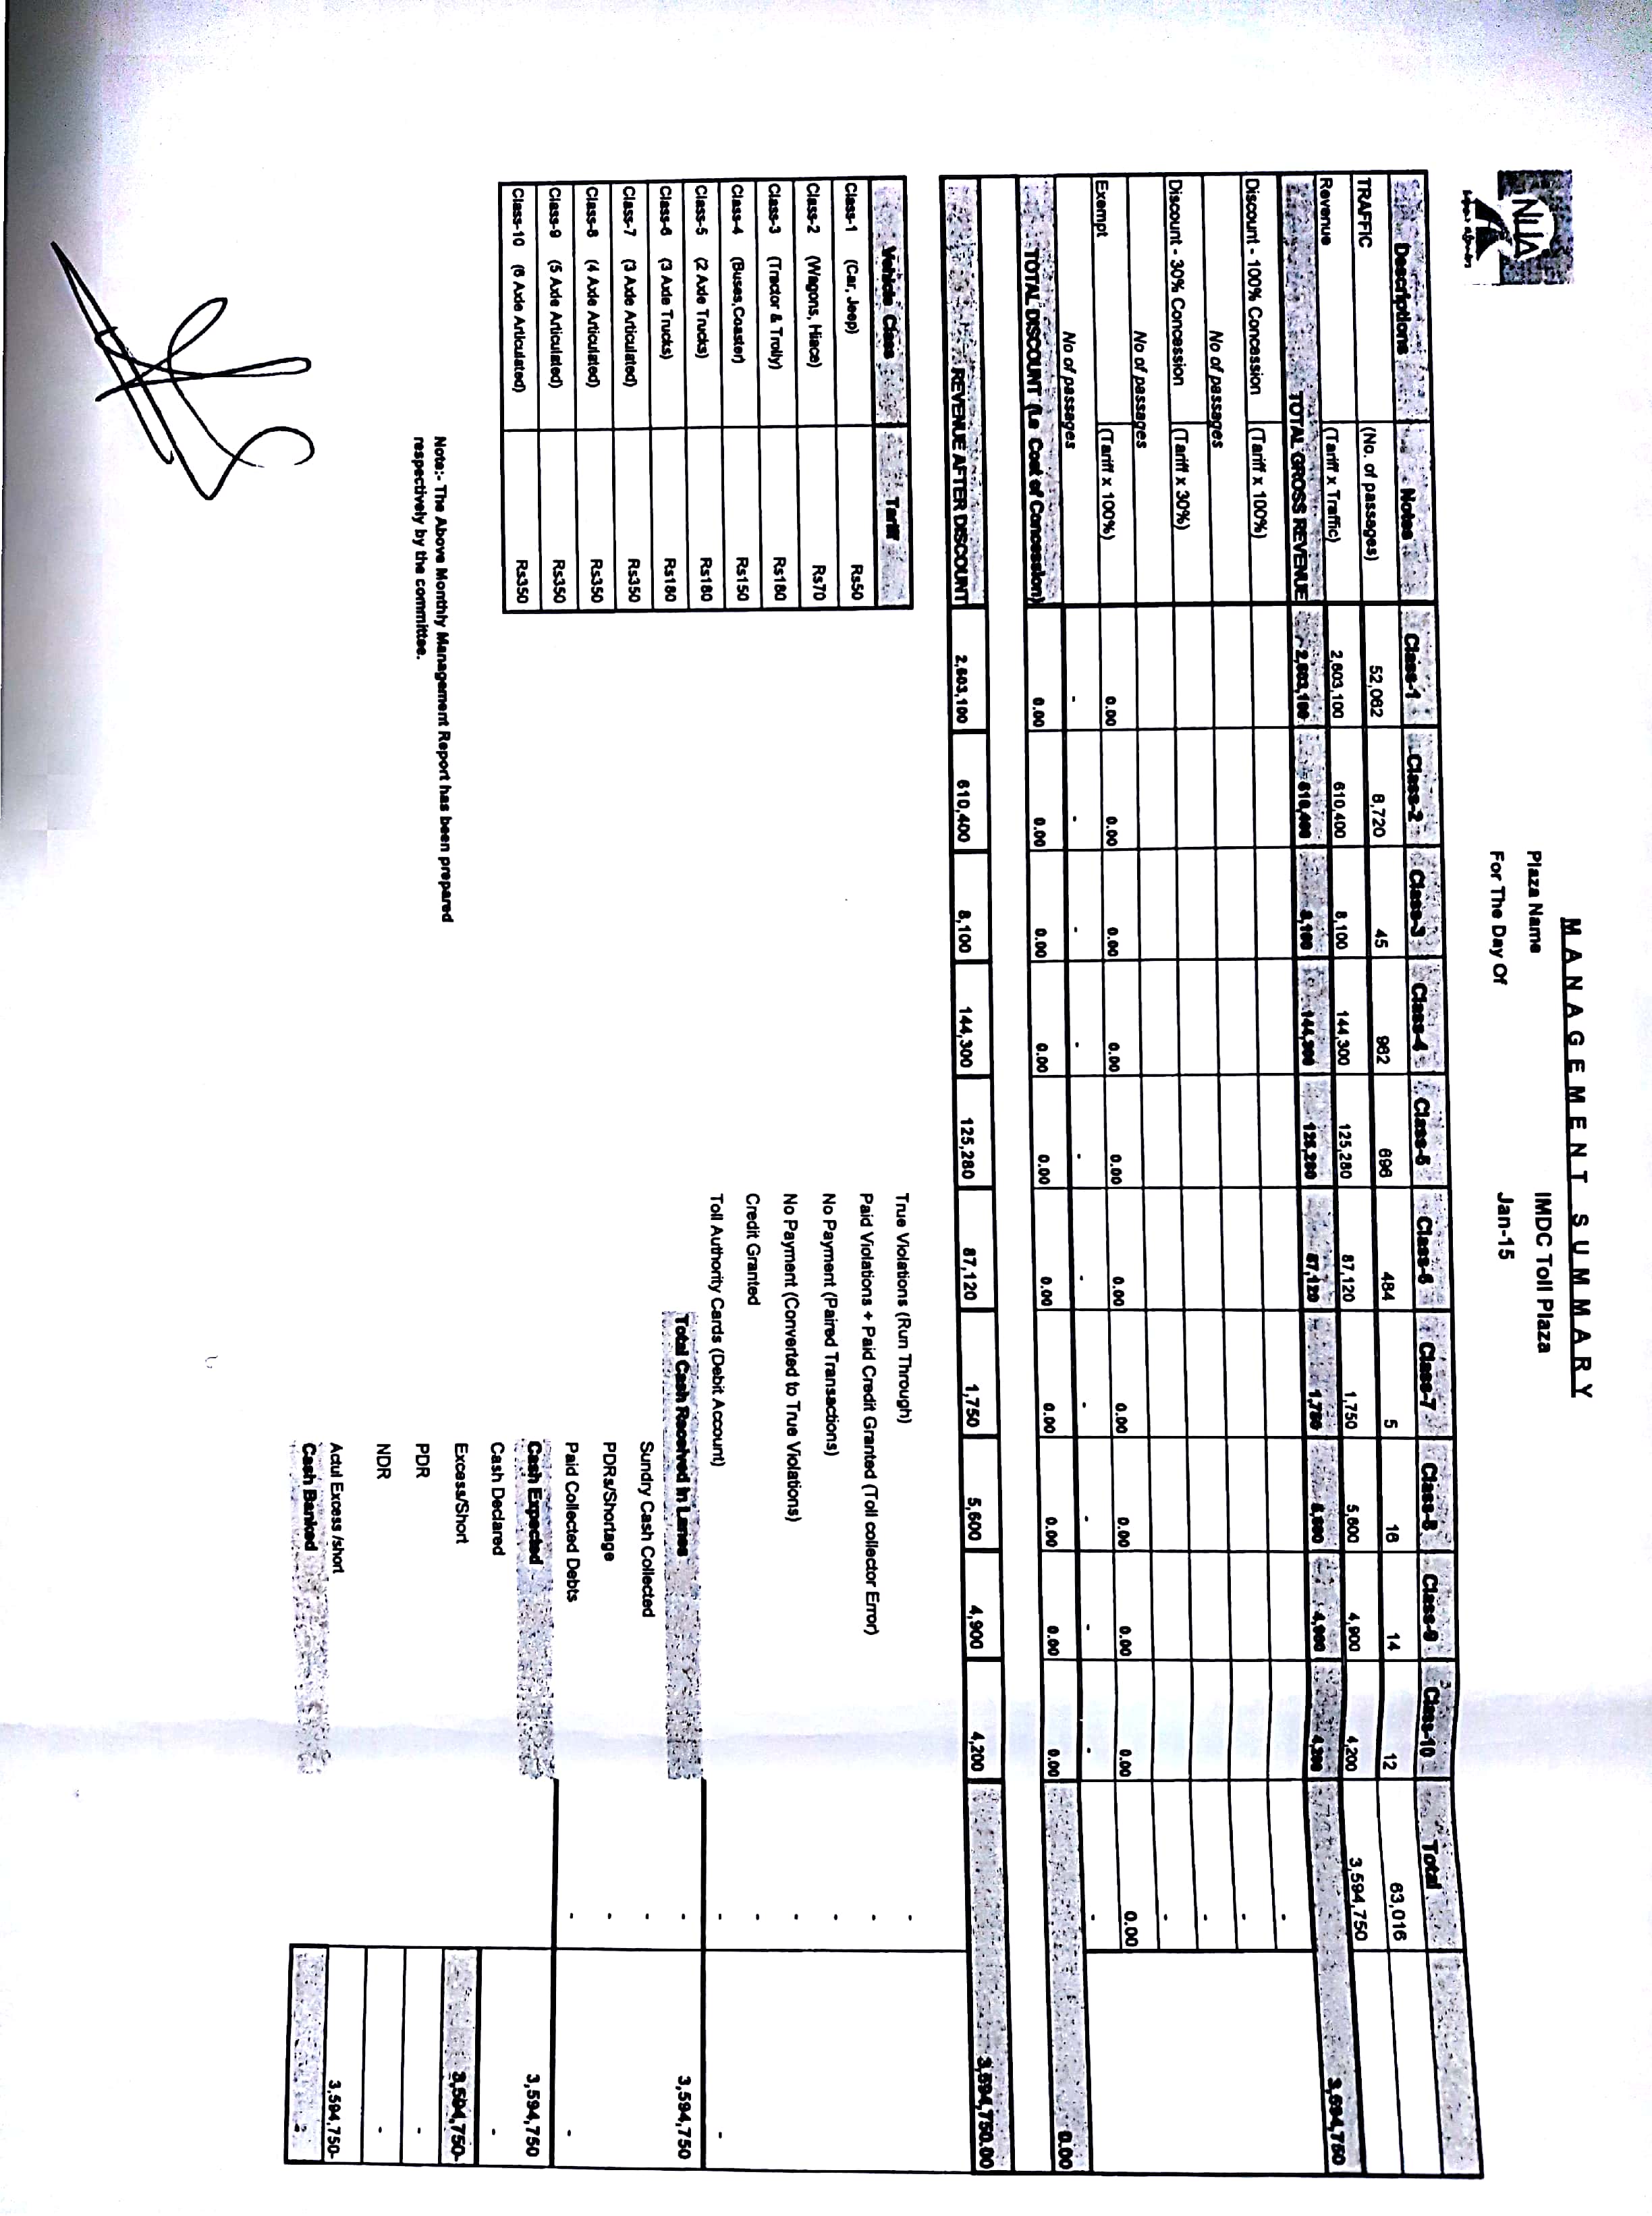 NHA
MANAGEMENT SUMMARY
Plaza Name IMDC Toll Plaza
For The Day Of Jan-15
Descriptions Notes Class-1 Class-2 Class-3 Class-4 Class-5 Class-6 Class-7 Class-8 Class-9 Class-10 Total
TRAFFIC (No. of passages) 52,062 8,720 45 962 696 484 5 16 14 12 63,016
Revenue (Tariff x Traffic) 2,603,100 610,400 8,100 144,300 125,280 87,120 1,750 5,600 4,900 4,200 3,594,750
TOTAL GROSS REVENUE 2,603,100 610,400 8,100 144,300 125,280 87,120 1,750 5,600 4,900 4,200 3,594,750
Discount - 100% Concession (Tariff x 100%) -
No of passages -
Discount - 30% Concession (Tariff x 30%) -
No of passages -
Exempt (Tariff x 100%) 0.00 0.00 0.00 0.00 0.00 0.00 0.00 0.00 0.00 0.00 0.00
No of passages - - - - - - - - - - -
TOTAL DISCOUNT (i.e Cost of Concession) 0.00 0.00 0.00 0.00 0.00 0.00 0.00 0.00 0.00 0.00 0.00
REVENUE AFTER DISCOUNT 2,603,100 610,400 8,100 144,300 125,280 87,120 1,750 5,600 4,900 4,200 3,594,750.00
Vehicle Class Tariff
Class-1 (Car, Jeep) Rs50
Class-2 (Wagons, Hiace) Rs70
Class-3 (Tractor & Trolly) Rs180
Class-4 (Buses,Coaster) Rs150
Class-5 (2 Axle Trucks) Rs180
Class-6 (3 Axle Trucks) Rs180
Class-7 (3 Axle Articulated) Rs350
Class-8 (4 Axle Articulated) Rs350
Class-9 (5 Axle Articulated) Rs350
Class-10 (6 Axle Articulated) Rs350
True Violations (Run Through) -
Paid Violations + Paid Credit Granted (Toll collector Error) -
No Payment (Paired Transactions) -
No Payment (Converted to True Violations) -
Credit Granted -
Toll Authority Cards (Debit Account) - -
Total Cash Received in Lanes - 3,594,750
Sundry Cash Collected -
PDRs/Shortage -
Paid Collected Debts - -
Cash Expected 3,594,750
Cash Declared -
Excess/Short 3,594,750-
PDR -
NDR -
Actul Excess /short 3,594,750-
Cash Banked -
Note:- The Above Monthly Management Report has been prepared
respectively by the committee.